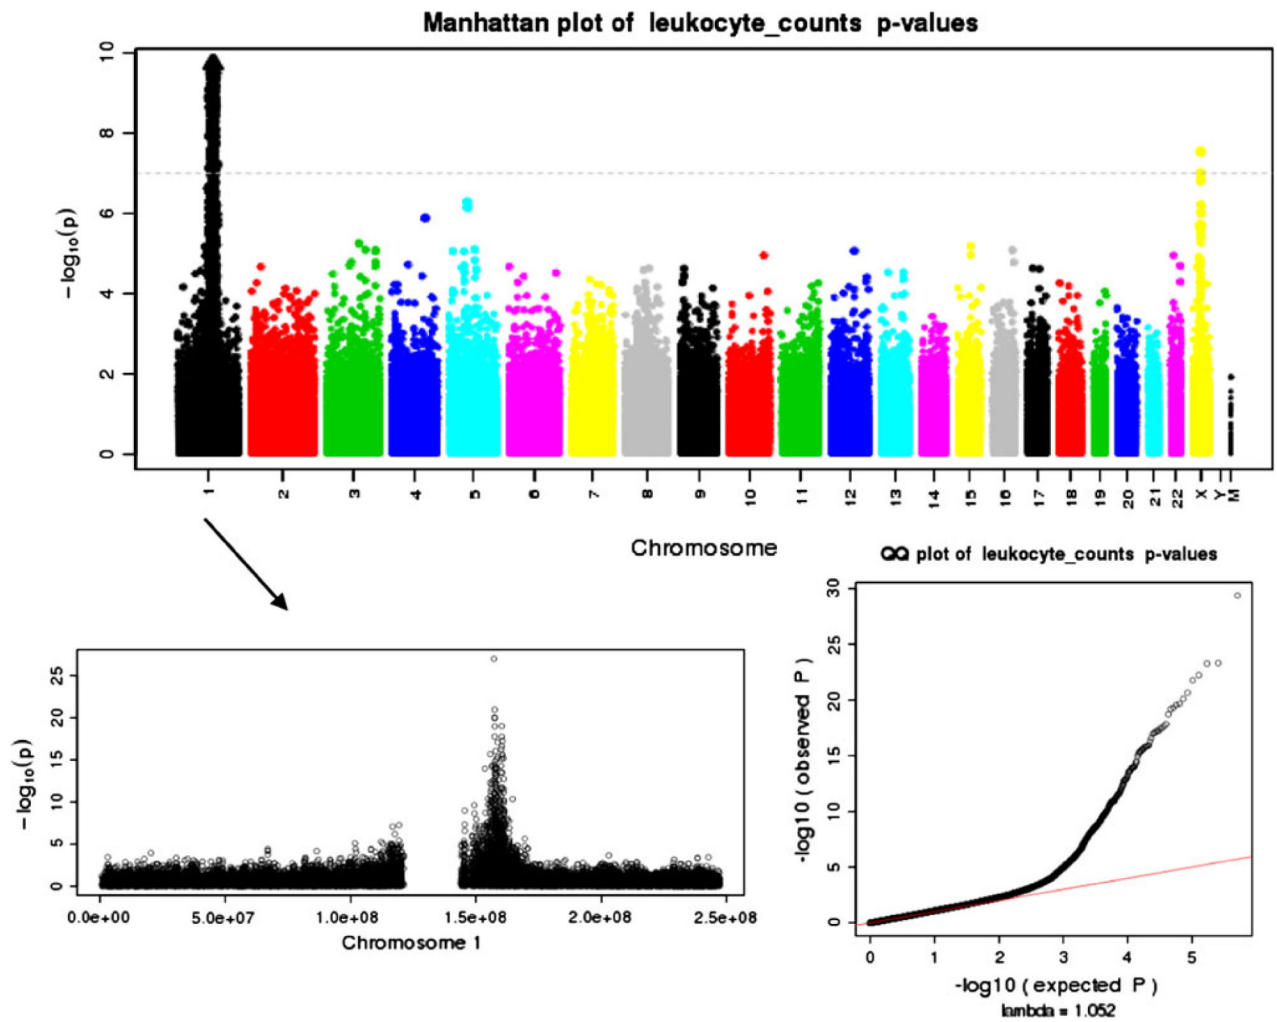 Manhattan plot of leukocyte_counts p-values
10
8
6
4
2
0
−log₁₀(p)
1 2 3 4 5 6 7 8 9 10 11 12 13 14 15 16 17 18 19 20 21 22 X Y M
Chromosome
25
20
15
10
5
0
−log₁₀(p)
0.0e+00 5.0e+07 1.0e+08 1.5e+08 2.0e+08 2.5e+08
Chromosome 1
QQ plot of leukocyte_counts p-values
30
25
20
15
10
5
0
-log10 ( observed P )
0 1 2 3 4 5
-log10 ( expected P )
lambda = 1.052